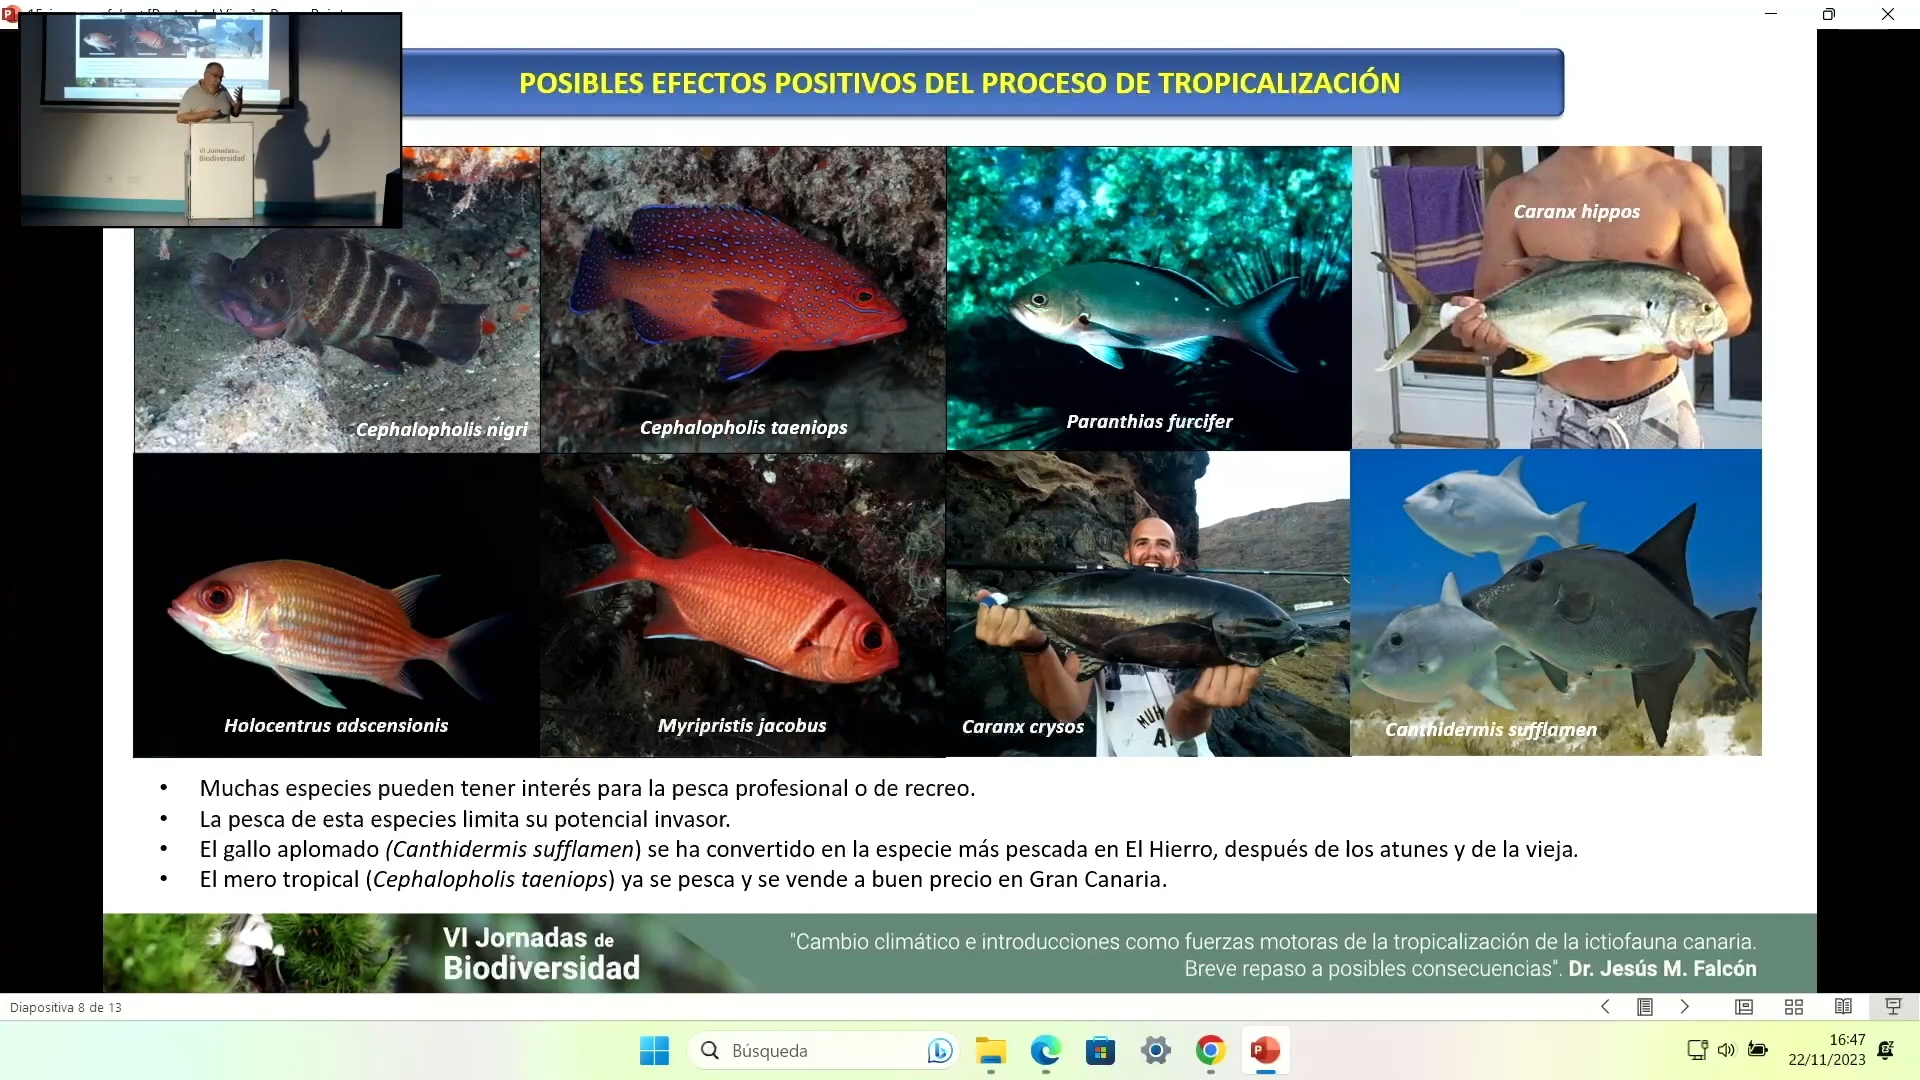 POSIBLES EFECTOS POSITIVOS DEL PROCESO DE TROPICALIZACIÓN
VI Jornadas de
Biodiversidad
Caranx hippos
Cephalopholis nigri
Cephalopholis taeniops
Paranthias furcifer
Holocentrus adscensionis
Myripristis jacobus
Caranx crysos
Canthidermis sufflamen
• Muchas especies pueden tener interés para la pesca profesional o de recreo.
• La pesca de esta especies limita su potencial invasor.
• El gallo aplomado (Canthidermis sufflamen) se ha convertido en la especie más pescada en El Hierro, después de los atunes y de la vieja.
• El mero tropical (Cephalopholis taeniops) ya se pesca y se vende a buen precio en Gran Canaria.
VI Jornadas de
Biodiversidad
"Cambio climático e introducciones como fuerzas motoras de la tropicalización de la ictiofauna canaria.
Breve repaso a posibles consecuencias". Dr. Jesús M. Falcón
Diapositiva 8 de 13
Búsqueda
16:47
22/11/2023